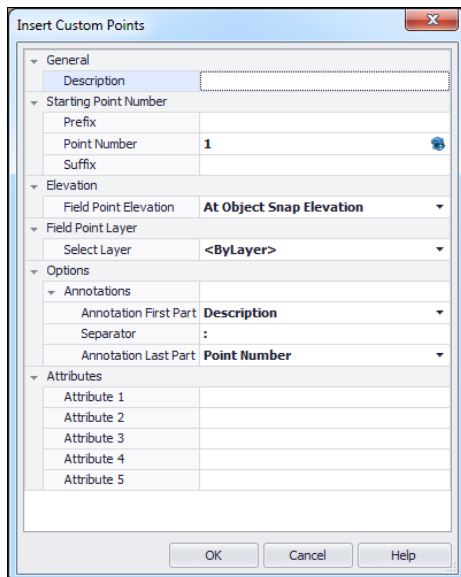 Insert Custom Points
General
Description
Starting Point Number
Prefix
Point Number 1
Suffix
Elevation
Field Point Elevation At Object Snap Elevation
Field Point Layer
Select Layer <ByLayer>
Options
Annotations
Annotation First Part Description
Separator :
Annotation Last Part Point Number
Attributes
Attribute 1
Attribute 2
Attribute 3
Attribute 4
Attribute 5
OK Cancel Help